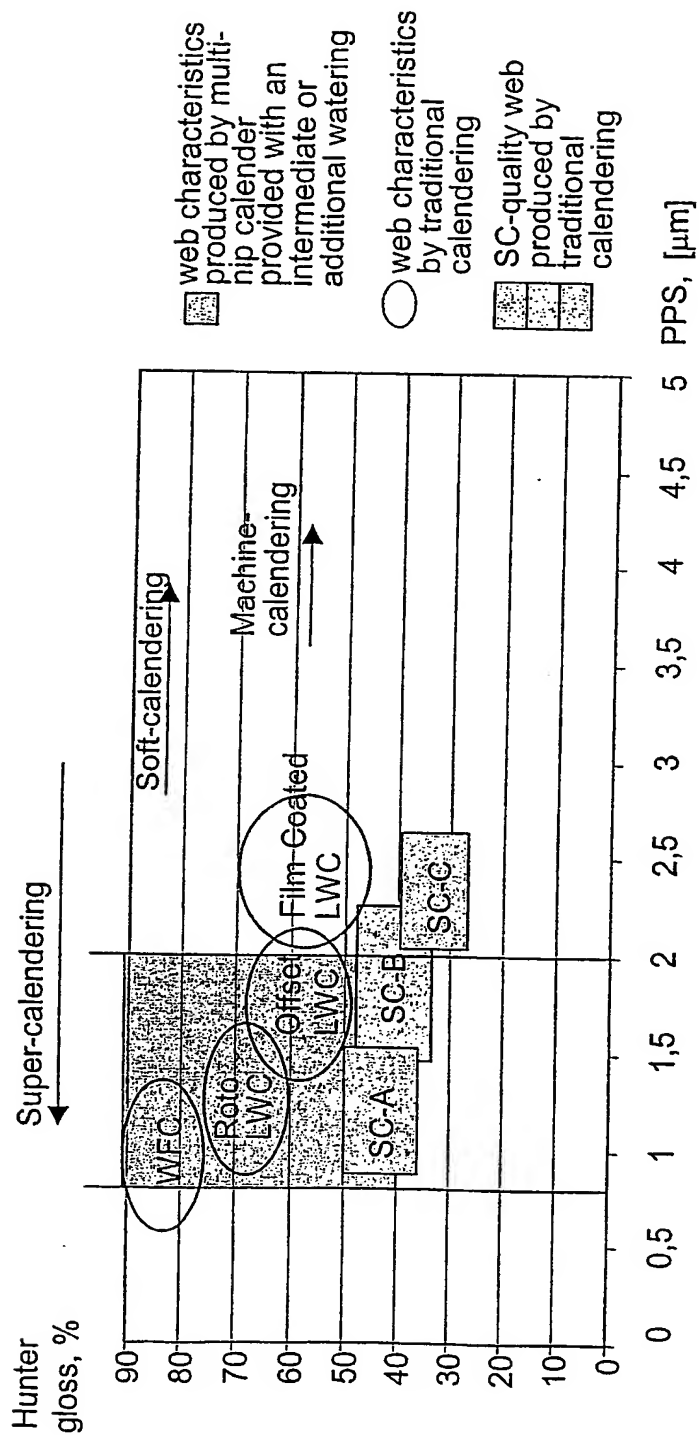 Hunter
gloss, %
Super-calendering
Soft-calendering
Machine-
calendering
90
80
70
60
50
40
30
20
10
0
WFC
Roto
LWC
Offset
LWC
Film-Coated
LWC
SC-A
SC-B
SC-C
0
0,5
1
1,5
2
2,5
3
3,5
4
4,5
5
PPS, [µm]
web characteristics
produced by multi-
nip calender
provided with an
intermediate or
additional watering
web characteristics
by traditional
calendering
SC-quality web
produced by
traditional
calendering